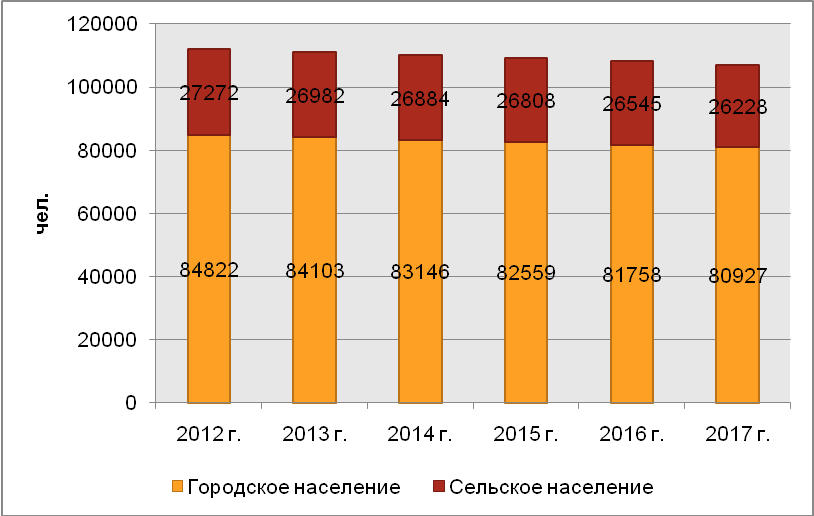 120000
100000
80000
60000
40000
20000
0
чел.
27272 26982 26884 26808 26545 26228
84822 84103 83146 82559 81758 80927
2012 г. 2013 г. 2014 г. 2015 г. 2016 г. 2017 г.
Городское население Сельское население